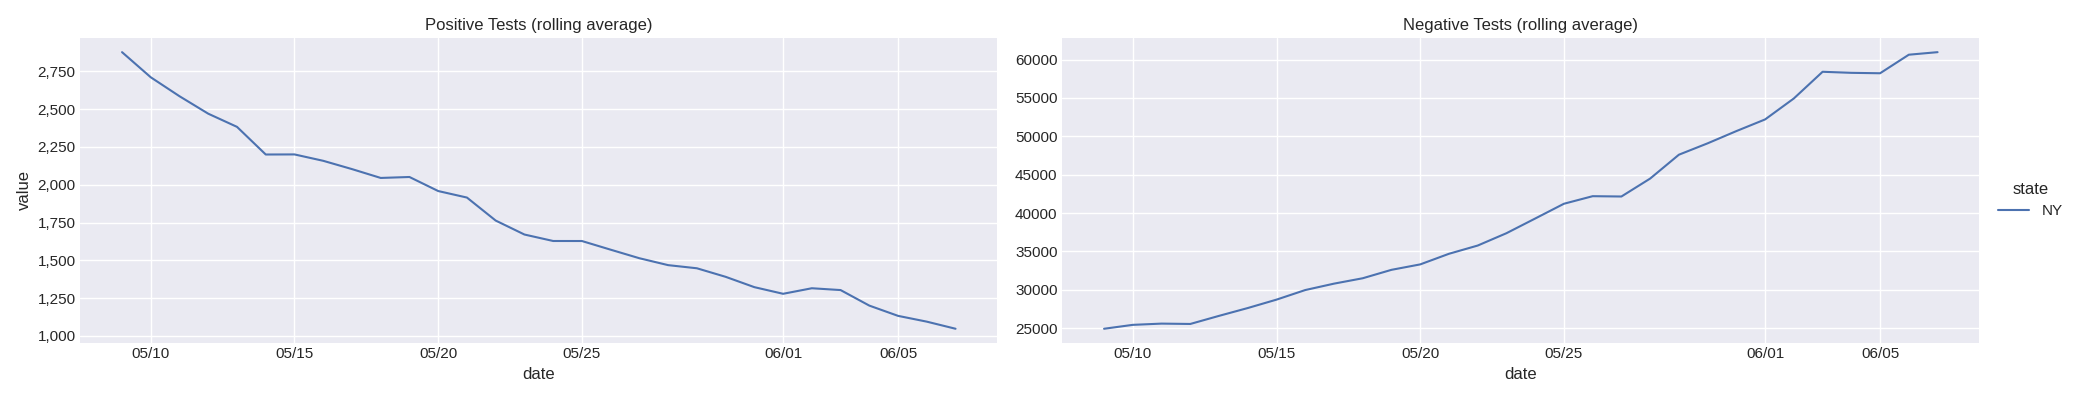 Positive Tests (rolling average)
2,750
2,500
2,250
2,000
1,750
1,500
1,250
1,000
value
05/10 05/15 05/20 05/25 06/01 06/05
date
Negative Tests (rolling average)
60000
55000
50000
45000
40000
35000
30000
25000
05/10 05/15 05/20 05/25 06/01 06/05
date
state
NY